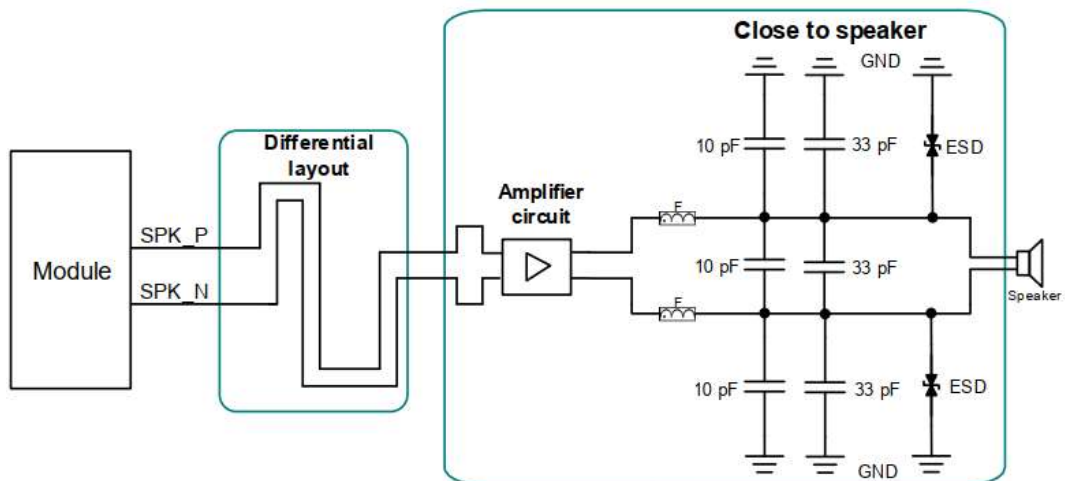 Close to speaker
GND
Differential
layout
10 pF
33 pF
ESD
Amplifier
circuit
SPK_P
F
Module
10 pF
33 pF
SPK_N
F
Speaker
10 pF
33 pF
ESD
GND